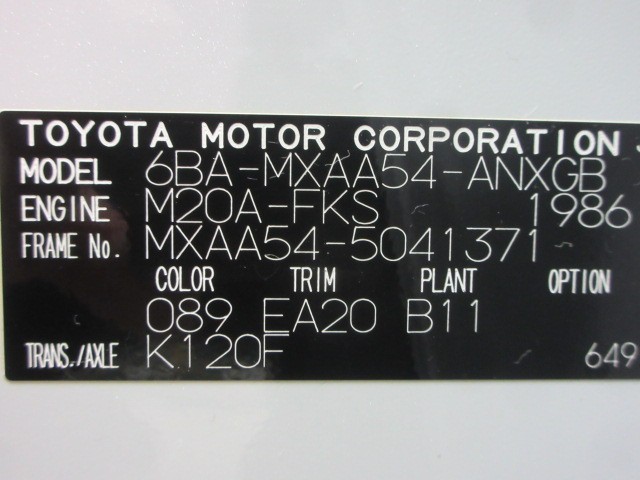 TOYOTA MOTOR CORPORATION
MODEL 6BA-MXAA54-ANXGB
ENGINE M20A-FKS 1986
FRAME No. MXAA54-5041371
COLOR TRIM PLANT OPTION
089 EA20 B11
TRANS./AXLE K120F 649